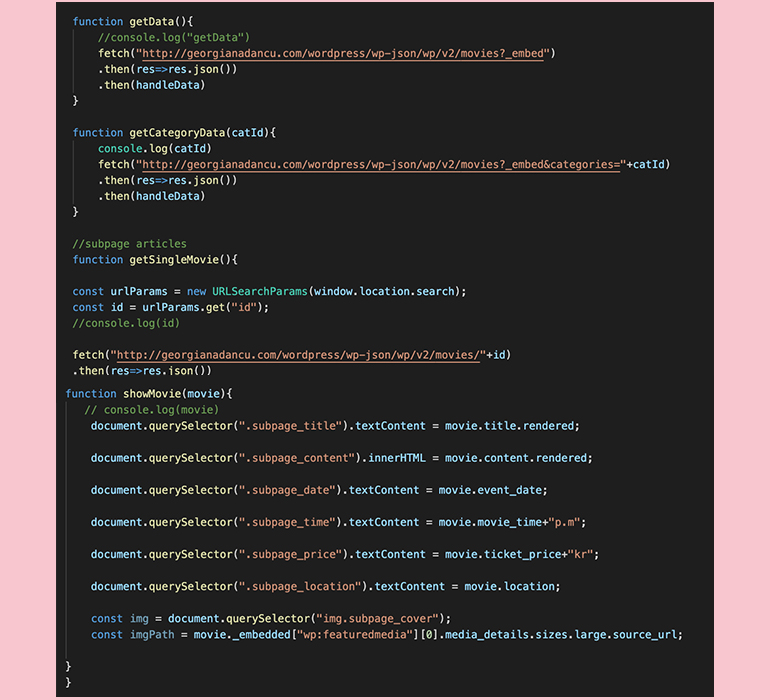 function getData(){
//console.log("getData")
fetch("http://georgianadancu.com/wordpress/wp-json/wp/v2/movies?_embed")
.then(res=>res.json())
.then(handleData)
}
function getCategoryData(catId){
console.log(catId)
fetch("http://georgianadancu.com/wordpress/wp-json/wp/v2/movies?_embed&categories="+catId)
.then(res=>res.json())
.then(handleData)
}
//subpage articles
function getSingleMovie(){
const urlParams = new URLSearchParams(window.location.search);
const id = urlParams.get("id");
//console.log(id)
fetch("http://georgianadancu.com/wordpress/wp-json/wp/v2/movies/"+id)
.then(res=>res.json())
function showMovie(movie){
// console.log(movie)
document.querySelector(".subpage_title").textContent = movie.title.rendered;
document.querySelector(".subpage_content").innerHTML = movie.content.rendered;
document.querySelector(".subpage_date").textContent = movie.event_date;
document.querySelector(".subpage_time").textContent = movie.movie_time+"p.m";
document.querySelector(".subpage_price").textContent = movie.ticket_price+"kr";
document.querySelector(".subpage_location").textContent = movie.location;
const img = document.querySelector("img.subpage_cover");
const imgPath = movie._embedded["wp:featuredmedia"][0].media_details.sizes.large.source_url;
}
}